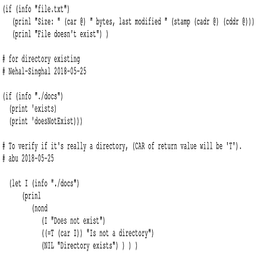 (if (info "file.txt")
(prinl "Size: " (car @) " bytes, last modified " (stamp (cadr @) (cddr @)))
(prinl "File doesn't exist") )
# for directory existing
# Nehal-Singhal 2018-05-25
(if (info "./docs")
(print 'exists)
(print 'doesNotExist)))
# To verify if it's really a directory, (CAR of return value will be 'T').
# abu 2018-05-25
(let I (info "./docs")
(prinl
(nond
(I "Does not exist")
((=T (car I)) "Is not a directory")
(NIL "Directory exists") ) ) )